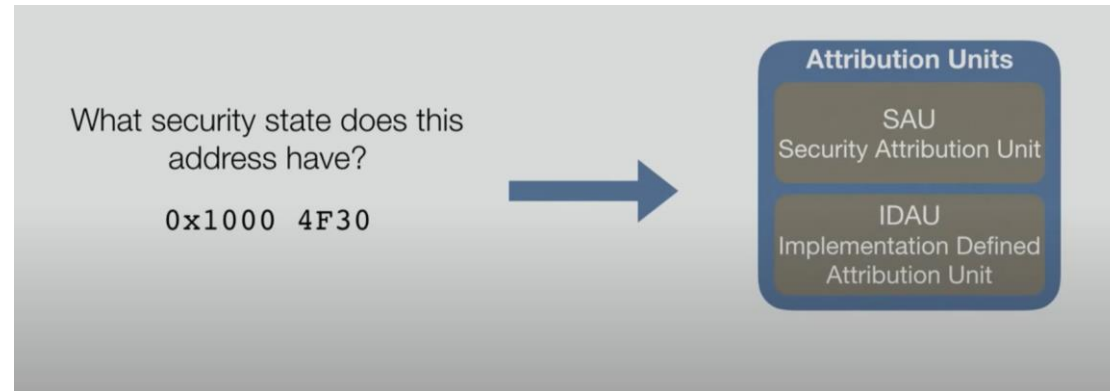 What security state does this
address have?
0x1000 4F30
Attribution Units
SAU
Security Attribution Unit
IDAU
Implementation Defined
Attribution Unit